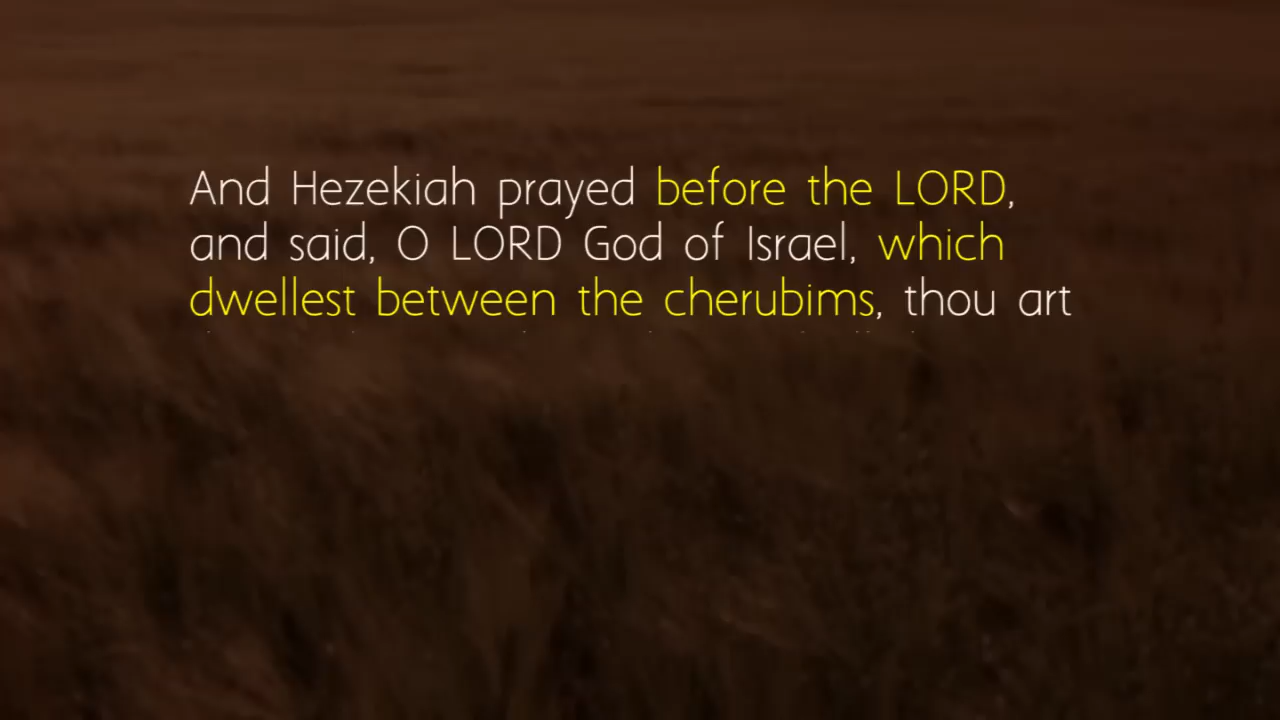 And Hezekiah prayed before the LORD,
and said, O LORD God of Israel, which
dwellest between the cherubims, thou art